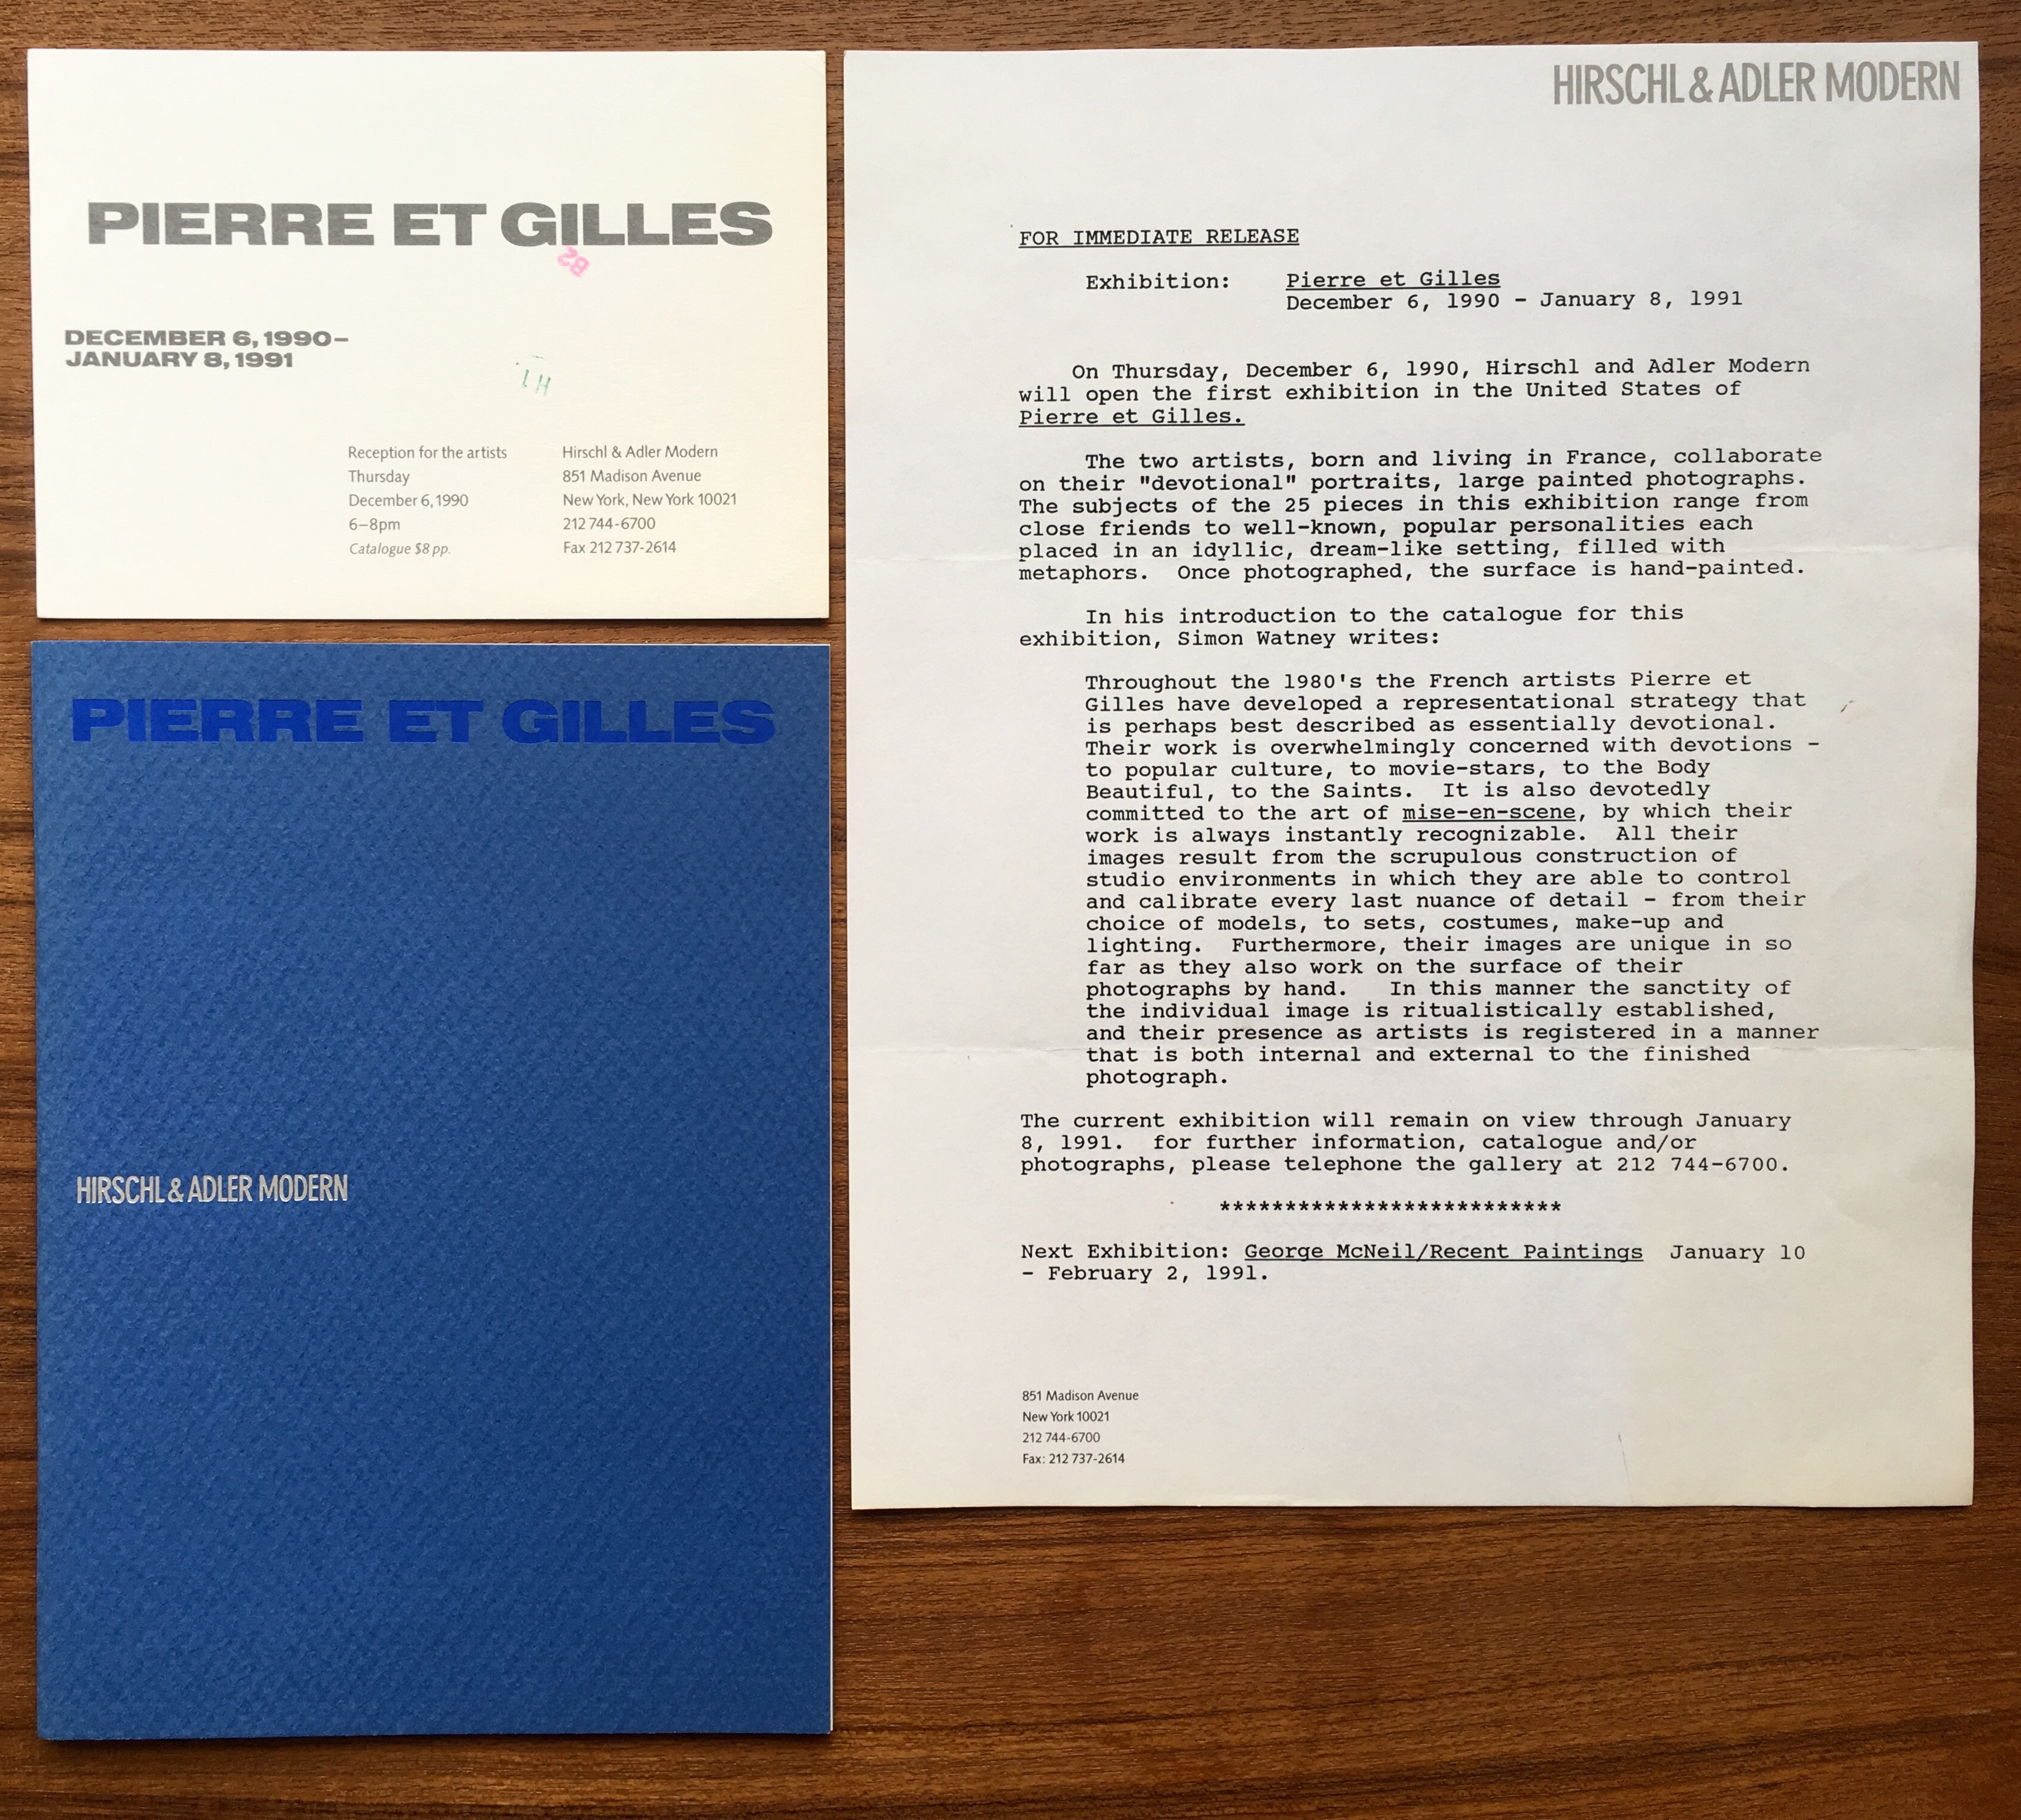 PIERRE ET GILLES
B2
DECEMBER 6, 1990–
JANUARY 8, 1991
Reception for the artists
Thursday
December 6, 1990
6–8pm
Catalogue $8 pp.
Hirschl & Adler Modern
851 Madison Avenue
New York, New York 10021
212 744-6700
Fax 212 737-2614
PIERRE ET GILLES
HIRSCHL & ADLER MODERN
HIRSCHL & ADLER MODERN
FOR IMMEDIATE RELEASE
Exhibition: Pierre et Gilles
December 6, 1990 – January 8, 1991
On Thursday, December 6, 1990, Hirschl and Adler Modern
will open the first exhibition in the United States of
Pierre et Gilles.
The two artists, born and living in France, collaborate
on their "devotional" portraits, large painted photographs.
The subjects of the 25 pieces in this exhibition range from
close friends to well-known, popular personalities each
placed in an idyllic, dream-like setting, filled with
metaphors. Once photographed, the surface is hand-painted.
In his introduction to the catalogue for this
exhibition, Simon Watney writes:
Throughout the 1980's the French artists Pierre et
Gilles have developed a representational strategy that
is perhaps best described as essentially devotional.
Their work is overwhelmingly concerned with devotions –
to popular culture, to movie-stars, to the Body
Beautiful, to the Saints. It is also devotedly
committed to the art of mise-en-scene, by which their
work is always instantly recognizable. All their
images result from the scrupulous construction of
studio environments in which they are able to control
and calibrate every last nuance of detail – from their
choice of models, to sets, costumes, make-up and
lighting. Furthermore, their images are unique in so
far as they also work on the surface of their
photographs by hand. In this manner the sanctity of
the individual image is ritualistically established,
and their presence as artists is registered in a manner
that is both internal and external to the finished
photograph.
The current exhibition will remain on view through January
8, 1991. for further information, catalogue and/or
photographs, please telephone the gallery at 212 744-6700.
**************************
Next Exhibition: George McNeil/Recent Paintings January 10
– February 2, 1991.
851 Madison Avenue
New York 10021
212 744-6700
Fax: 212 737-2614